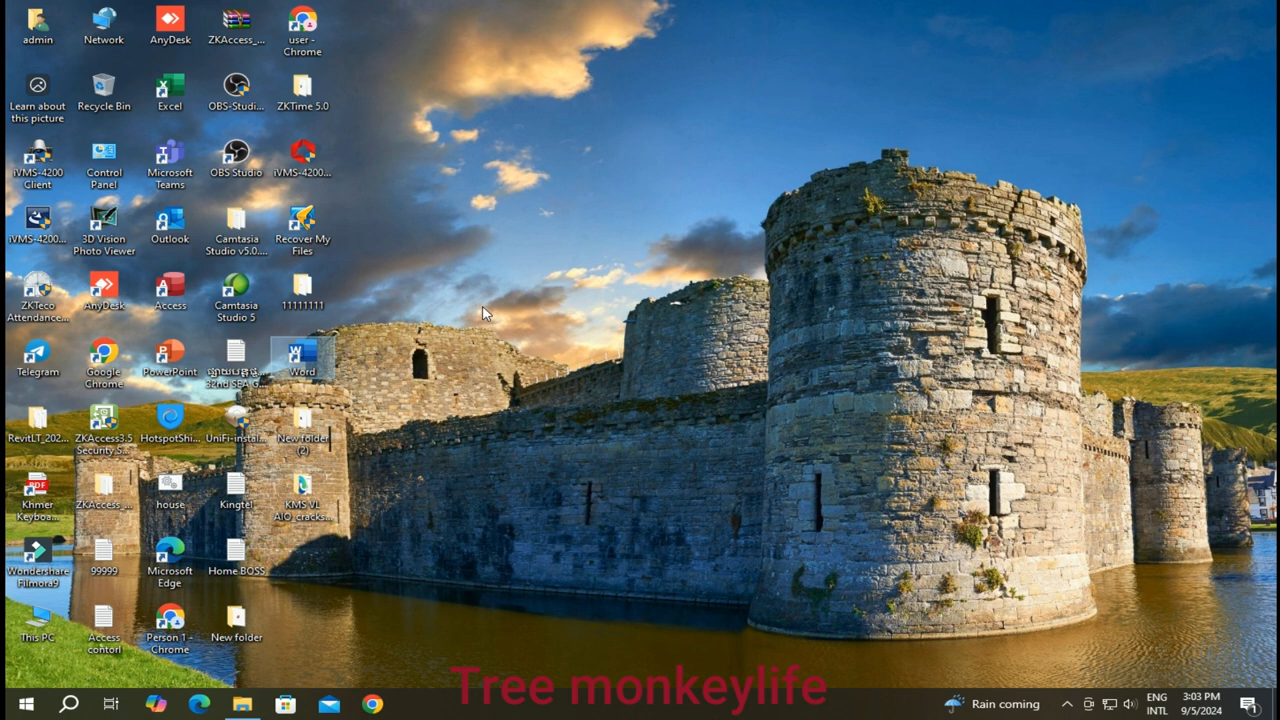 admin
Network
AnyDesk
ZKAccess_...
user -
Chrome
Learn about
this picture
Recycle Bin
Excel
OBS-Studi...
ZKTime 5.0
iVMS-4200
Client
Control
Panel
Microsoft
Teams
OBS Studio
iVMS-4200...
iVMS-4200...
3D Vision
Photo Viewer
Outlook
Camtasia
Studio v5.0....
Recover My
Files
ZKTeco
Attendance...
AnyDesk
Access
Camtasia
Studio 5
11111111
Telegram
Google
Chrome
PowerPoint
32nd SEA G...
Word
RevitLT_202...
ZKAccess3.5
Security S...
HotspotShi...
UniFi-instal...
New folder
(2)
Khmer
Keyboa...
ZKAccess_...
house
Kingtel
KMS VL
AIO_cracks...
Wondershare
Filmora9
99999
Microsoft
Edge
Home BOSS
This PC
Access
contorl
Person 1 -
Chrome
New folder
Tree monkeylife
Rain coming
ENG
INTL
3:03 PM
9/5/2024
1